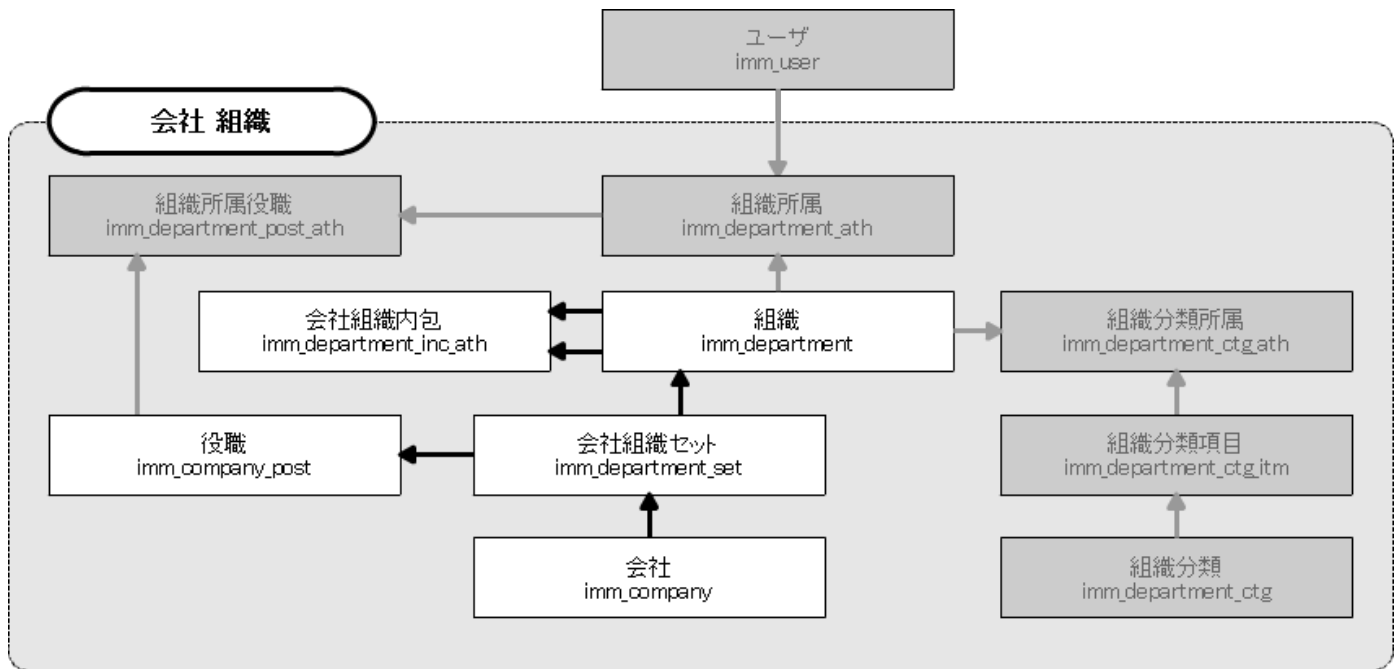 ユーザ
imm_user
会社 組織
組織所属役職
imm_department_post_ath
組織所属
imm_department_ath
会社組織内包
imm_department_inc_ath
組織
imm_department
組織分類所属
imm_department_ctg_ath
役職
imm_company_post
会社組織セット
imm_department_set
組織分類項目
imm_department_ctg_itm
会社
imm_company
組織分類
imm_department_ctg